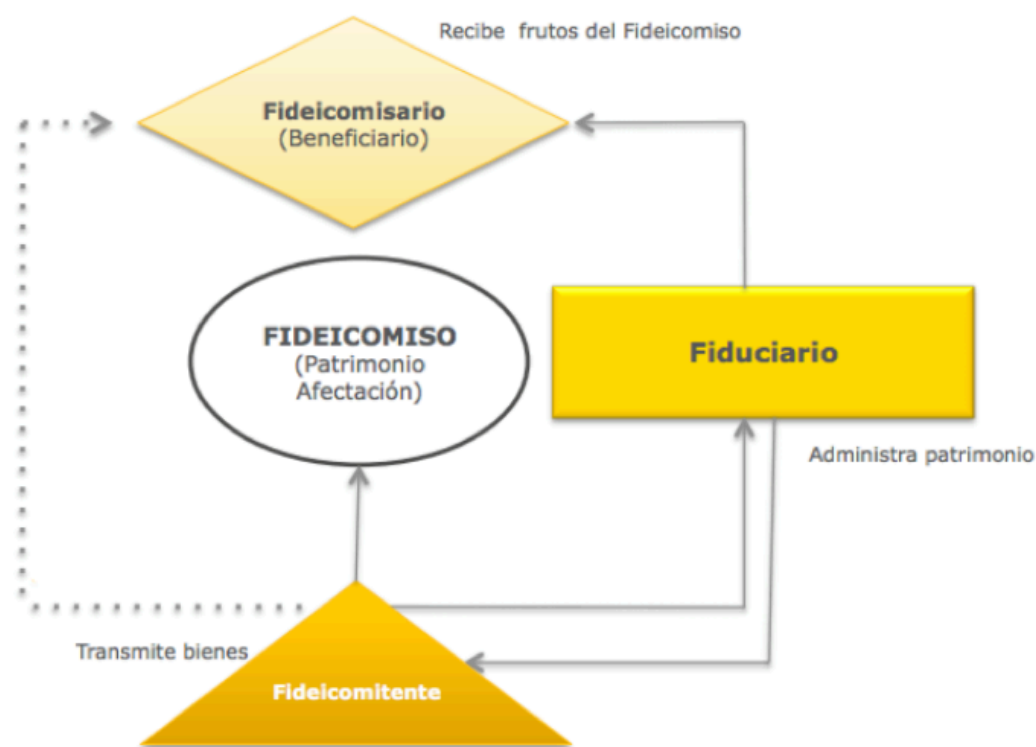 Recibe frutos del Fideicomiso
Fideicomisario
(Beneficiario)
FIDEICOMISO
(Patrimonio
Afectación)
Fiduciario
Administra patrimonio
Transmite bienes
Fideicomitente